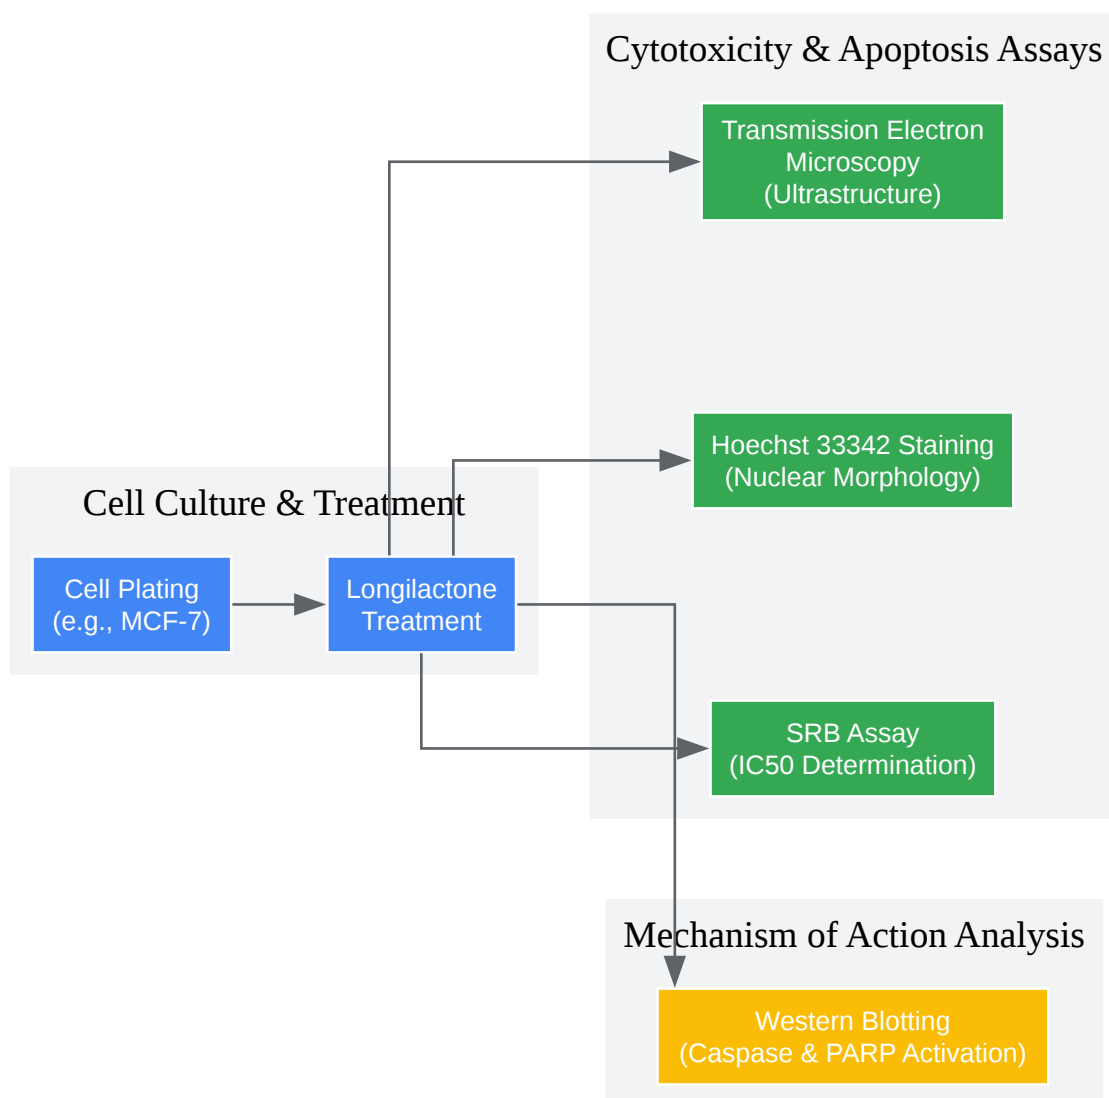 Cytotoxicity & Apoptosis Assays
Transmission Electron
Microscopy
(Ultrastructure)
Hoechst 33342 Staining
(Nuclear Morphology)
Cell Culture & Treatment
Cell Plating
(e.g., MCF-7)
Longilactone
Treatment
SRB Assay
(IC50 Determination)
Mechanism of Action Analysis
Western Blotting
(Caspase & PARP Activation)